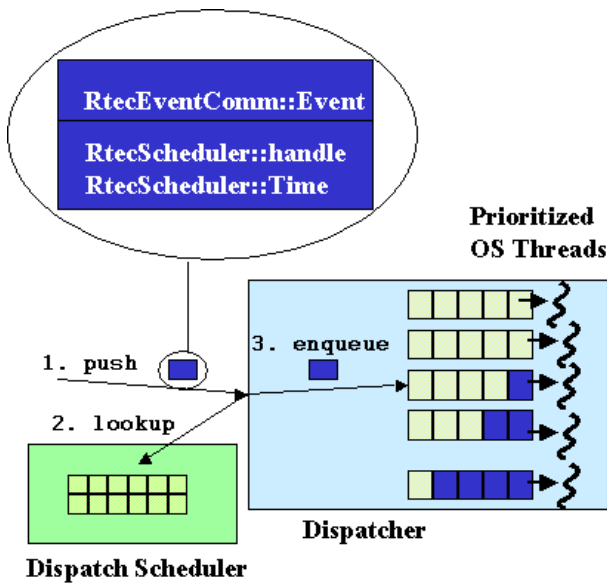 RtecEventComm::Event
RtecScheduler::handle
RtecScheduler::Time
Prioritized
OS Threads
1. push
3. enqueue
2. lookup
Dispatcher
Dispatch Scheduler